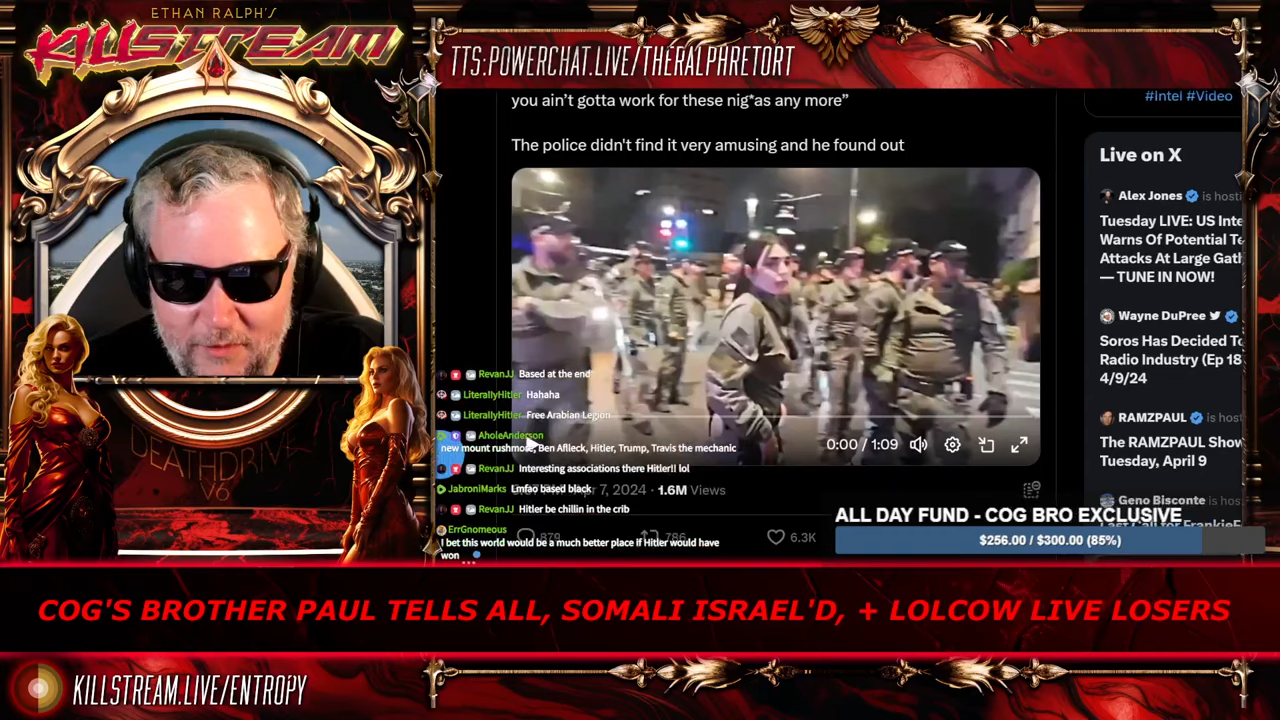 ETHAN RALPH'S
KILLSTREAM
TTS:POWERCHAT.LIVE/THERALPHRETORT
you ain't gotta work for these nig*as any more”
The police didn't find it very amusing and he found out
#Intel #Video
Live on X
Alex Jones is hosti
Tuesday LIVE: US Inte
Warns Of Potential Te
Attacks At Large Gath
— TUNE IN NOW!
Wayne DuPree
Soros Has Decided To
Radio Industry (Ep 18
4/9/24
RAMZPAUL is host
The RAMZPAUL Show
Tuesday, April 9
Geno Bisconte is hos
RevanJJ Based at the end
LiterallyHitler Hahaha
LiterallyHitler Free Arabian Legion
AholeAnderson
new mount rushmore, Ben Aflleck, Hitler, Trump, Travis the mechanic
RevanJJ Interesting associations there Hitler!! lol
JabroniMarks Lmfao based black
RevanJJ Hitler be chillin in the crib
ErrGnomeous
I bet this world would be a much better place if Hitler would have
won
0:00 / 1:09
7, 2024 · 1.6M Views
879
786
6.3K
ALL DAY FUND - COG BRO EXCLUSIVE
$256.00 / $300.00 (85%)
DEATHDRIVE
V6
COG'S BROTHER PAUL TELLS ALL, SOMALI ISRAEL'D, + LOLCOW LIVE LOSERS
KILLSTREAM.LIVE/ENTROPY